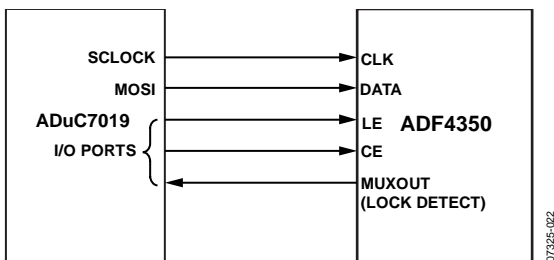 SCLOCK
CLK
MOSI
DATA
ADuC7019
LE
ADF4350
I/O PORTS
CE
MUXOUT
(LOCK DETECT)
07325-022